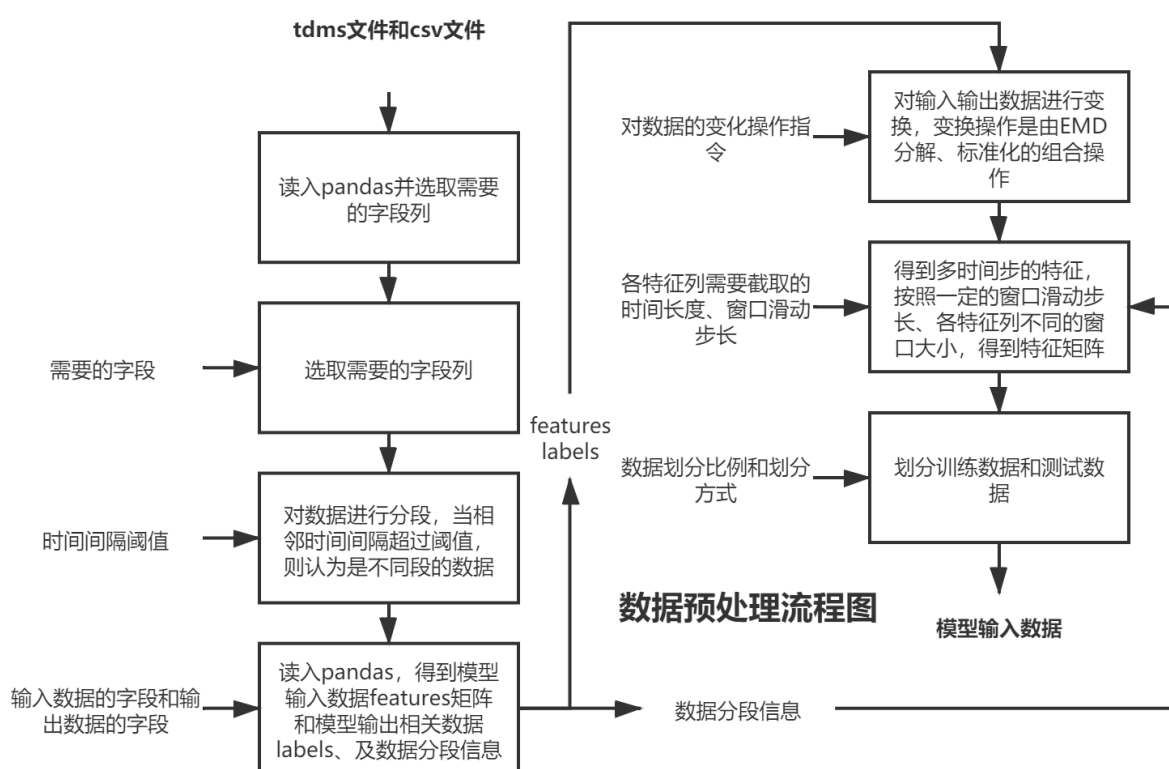 tdms文件和csv文件
读入pandas并选取需要
的字段列
需要的字段
选取需要的字段列
时间间隔阈值
对数据进行分段，当相
邻时间间隔超过阈值，
则认为是不同段的数据
输入数据的字段和输
出数据的字段
读入pandas，得到模型
输入数据features矩阵
和模型输出相关数据
labels、及数据分段信息
features
labels
数据分段信息
对数据的变化操作指
令
对输入输出数据进行变
换，变换操作是由EMD
分解、标准化的组合操
作
各特征列需要截取的
时间长度、窗口滑动
步长
得到多时间步的特征，
按照一定的窗口滑动步
长、各特征列不同的窗
口大小，得到特征矩阵
数据划分比例和划分
方式
划分训练数据和测试数
据
模型输入数据
数据预处理流程图